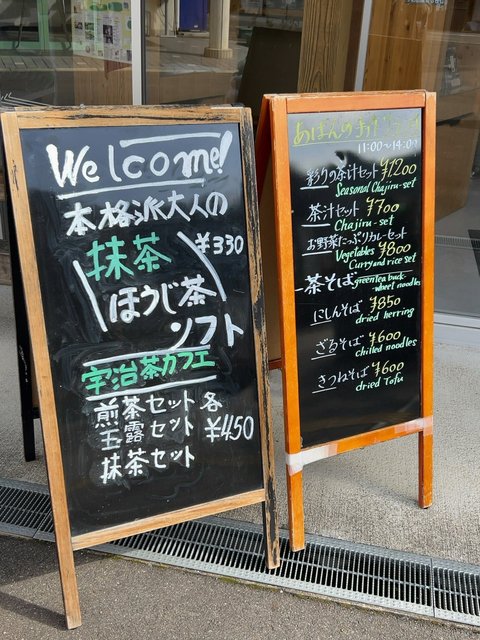 Welcome!
本格派大人の
抹茶
¥330
ほうじ茶
ソフト
宇治茶カフェ
煎茶セット 各
玉露セット ¥450
抹茶セット
11:00〜14:00
彩りの茶汁セット ¥1200
Seasonal Chajiru-set
茶汁セット ¥700
Chajiru-set
お野菜たっぷりカレーセット
Vegetables ¥800
Curry and rice set
茶そば green tea buck-
wheat noodles
にしんそば ¥850
dried herring
ざるそば ¥600
chilled noodles
きつねそば ¥600
dried Tofu